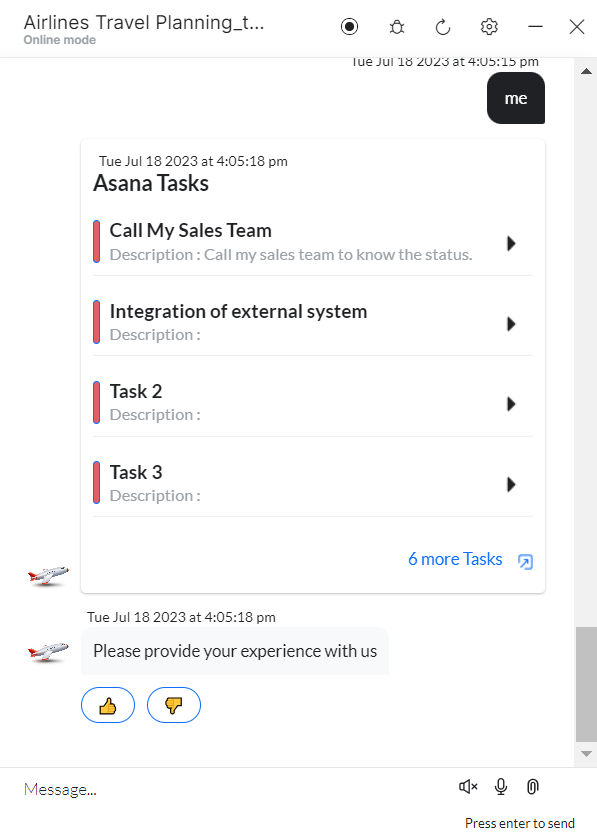 Airlines Travel Planning_t...
Online mode
Tue Jul 18 2023 at 4:05:15 pm
me
Tue Jul 18 2023 at 4:05:18 pm
Asana Tasks
Call My Sales Team
Description : Call my sales team to know the status.
Integration of external system
Description :
Task 2
Description :
Task 3
Description :
6 more Tasks
Tue Jul 18 2023 at 4:05:18 pm
Please provide your experience with us
Message...
Press enter to send